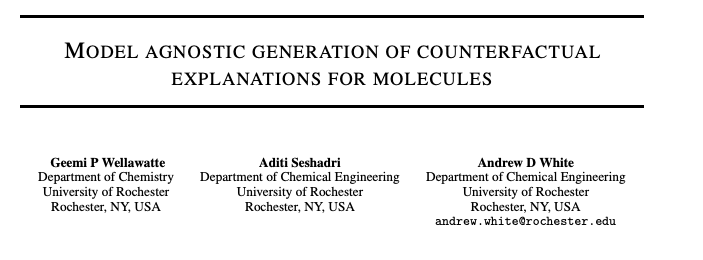 MODEL AGNOSTIC GENERATION OF COUNTERFACTUAL
EXPLANATIONS FOR MOLECULES
Geemi P Wellawatte
Department of Chemistry
University of Rochester
Rochester, NY, USA
Aditi Seshadri
Department of Chemical Engineering
University of Rochester
Rochester, NY, USA
Andrew D White
Department of Chemical Engineering
University of Rochester
Rochester, NY, USA
andrew.white@rochester.edu